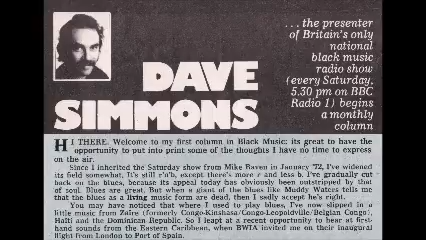 DAVE
SIMMONS
. . . the presenter
of Britain's only
national
black music
radio show
(every Saturday,
5.30 pm on BBC
Radio 1) begins
a monthly
column
HI THERE. Welcome to my first column in Black Music: its great to have the
opportunity to put into print some of the thoughts I have no time to express
on the air.
Since I inherited the Saturday show from Mike Raven in January '72, I've widened
its field somewhat. It's still r'n'b, except there's more r and less b. I've gradually cut
back on the blues, because its appeal today has obviously been outstripped by that
of soul. Blues are great. But when a giant of the blues like Muddy Waters tells me
that the blues as a living music form are dead, then I sadly accept he's right.
You may have noticed that where I used to play blues, I've now slipped in a
little music from Zaire (formerly Congo-Kinshasa/Congo-Leopoldville/Belgian Congo),
Haiti and the Dominican Republic. So I leapt at a recent opportunity to hear at first-
hand sounds from the Eastern Caribbean, when BWIA invited me on their inaugural
flight from London to Port of Spain.